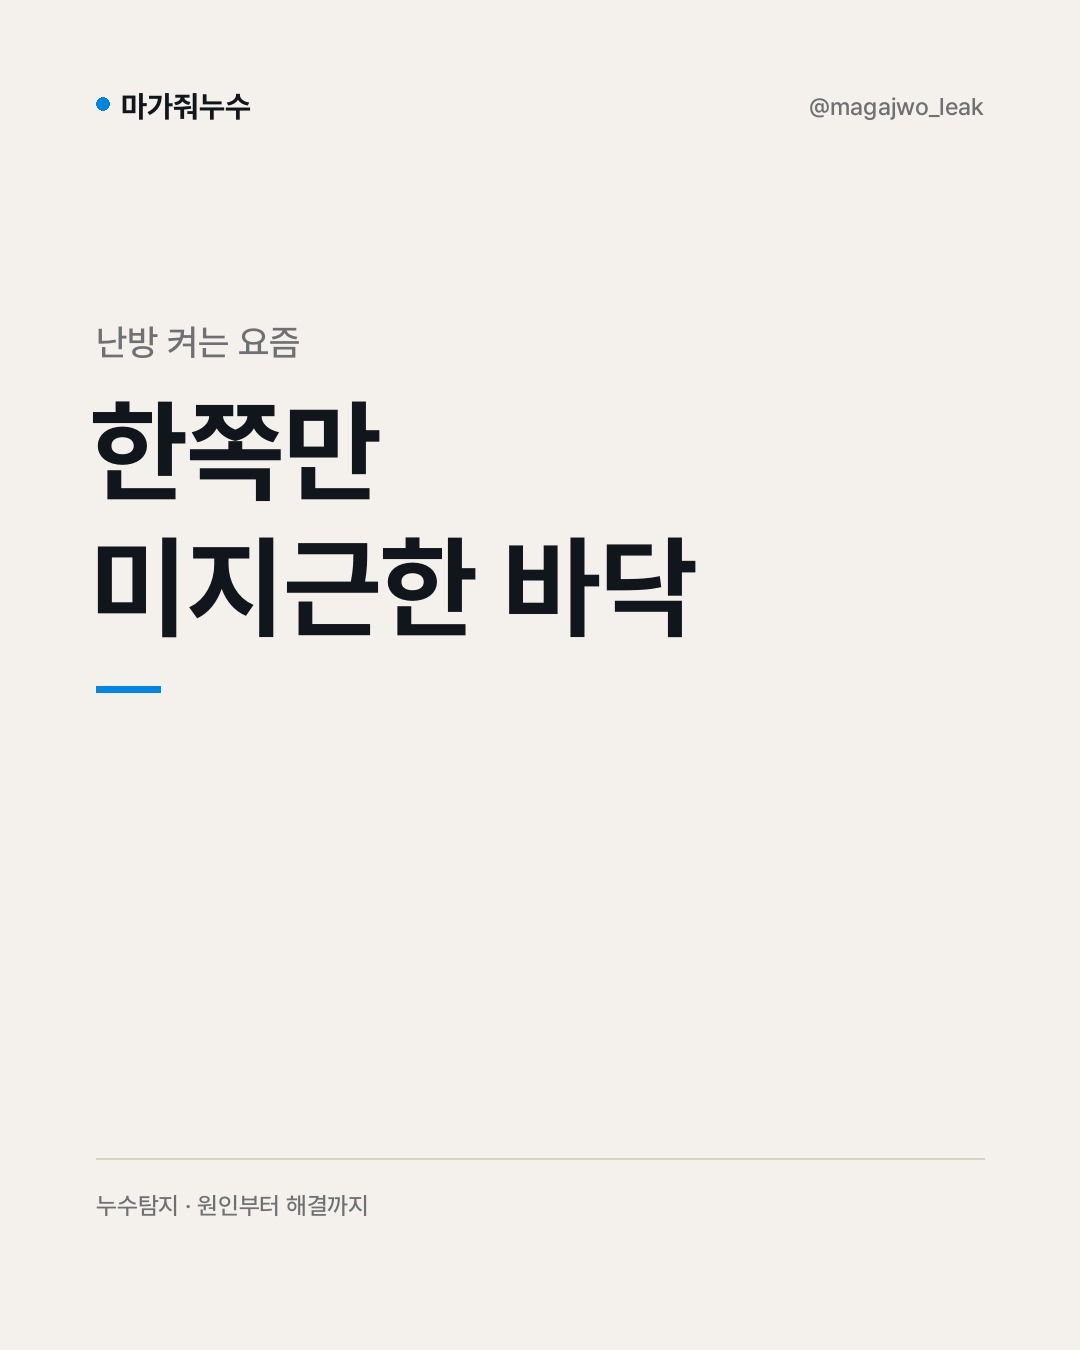 마가줘누수
@magajwo_leak
난방 켜는 요즘
한쪽만
미지근한 바닥
누수탐지 · 원인부터 해결까지